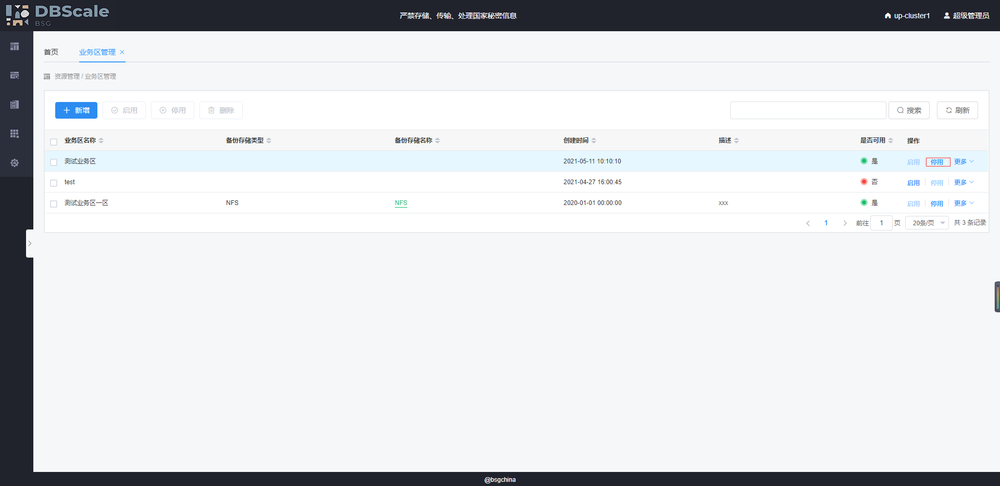 DBScale
BSG
严禁存储、传输、处理国家秘密信息
up-cluster1 超级管理员
首页 业务区管理
资源管理 / 业务区管理
新增 启用 停用 删除 搜索 刷新
业务区名称 备份存储类型 备份存储名称 创建时间 描述 是否可用 操作
测试业务区 2021-05-11 10:10:10 是 启用 停用 更多
test 2021-04-27 16:00:45 否 启用 停用 更多
测试业务区一区 NFS NFS 2020-01-01 00:00:00 xxx 是 启用 停用 更多
1 前往 1 页 20条/页 共 3 条记录
@bsgchina